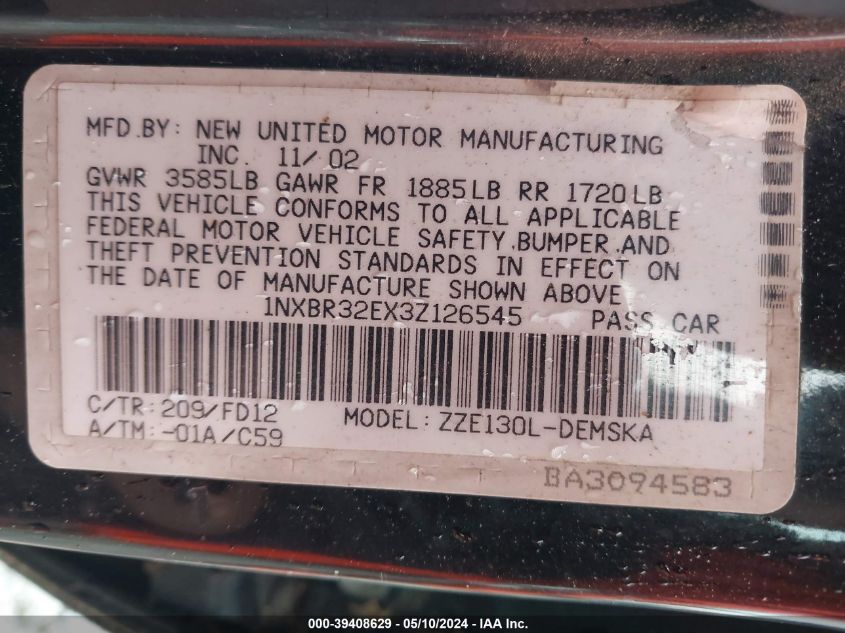 MFD.BY: NEW UNITED MOTOR MANUFACTURING
INC. 11/02
GVWR 3585LB GAWR FR 1885LB RR 1720LB
THIS VEHICLE CONFORMS TO ALL APPLICABLE
FEDERAL MOTOR VEHICLE SAFETY,BUMPER,AND
THEFT PREVENTION STANDARDS IN EFFECT ON
THE DATE OF MANUFACTURE SHOWN ABOVE
1NXBR32EX3Z126545 PASS CAR
C/TR:209/FD12 MODEL:ZZE130L-DEMSKA
A/TM:-01A/C59
BA3094583
000-39408629 - 05/10/2024 - IAA Inc.